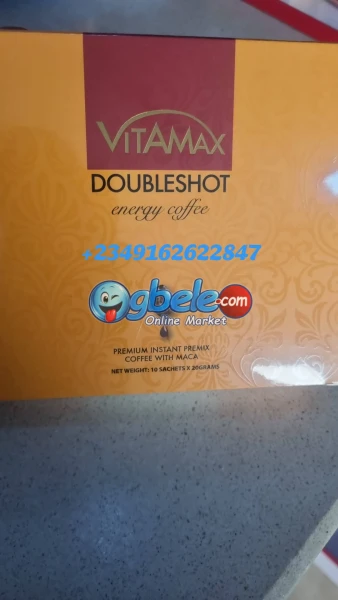 VITAMAX
DOUBLESHOT
energy coffee
+2349162622847
Ogbele.com
Online Market
PREMIUM INSTANT PREMIX
COFFEE WITH MACA
NET WEIGHT: 10 SACHETS X 20GRAMS